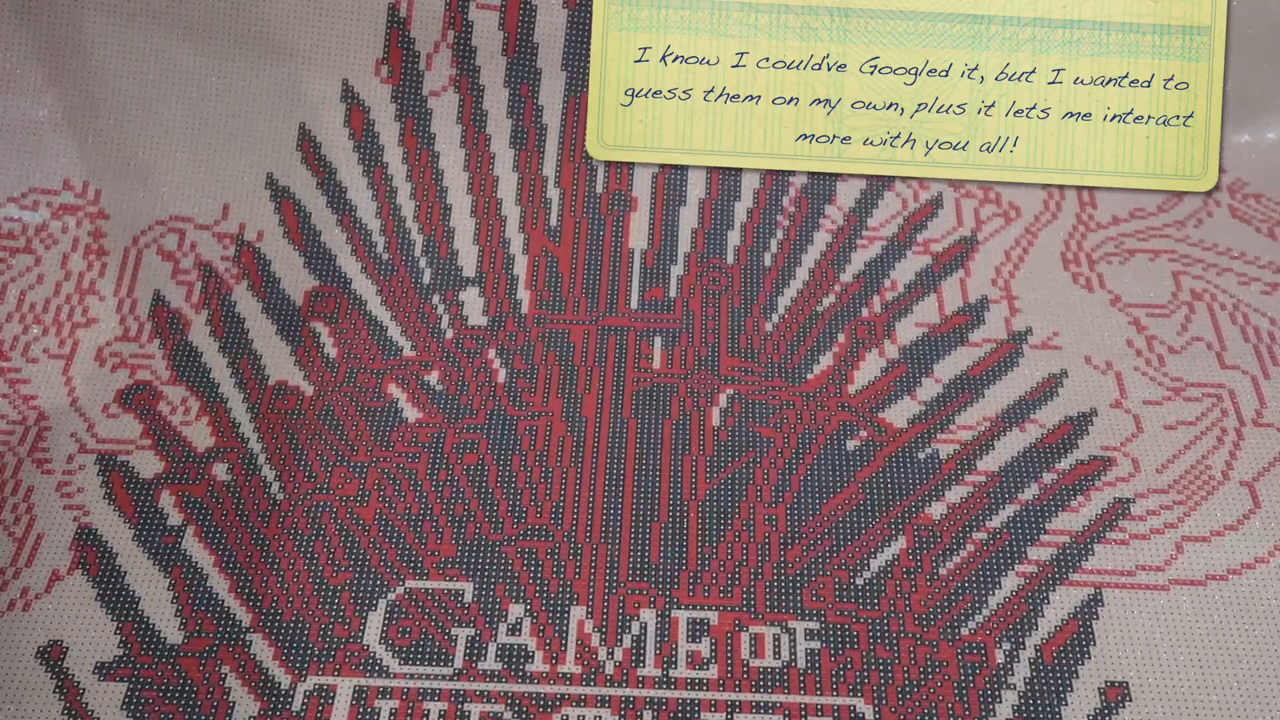 I know I could've Googled it, but I wanted to
guess them on my own, plus it lets me interact
more with you all!
GAME OF
THRONES